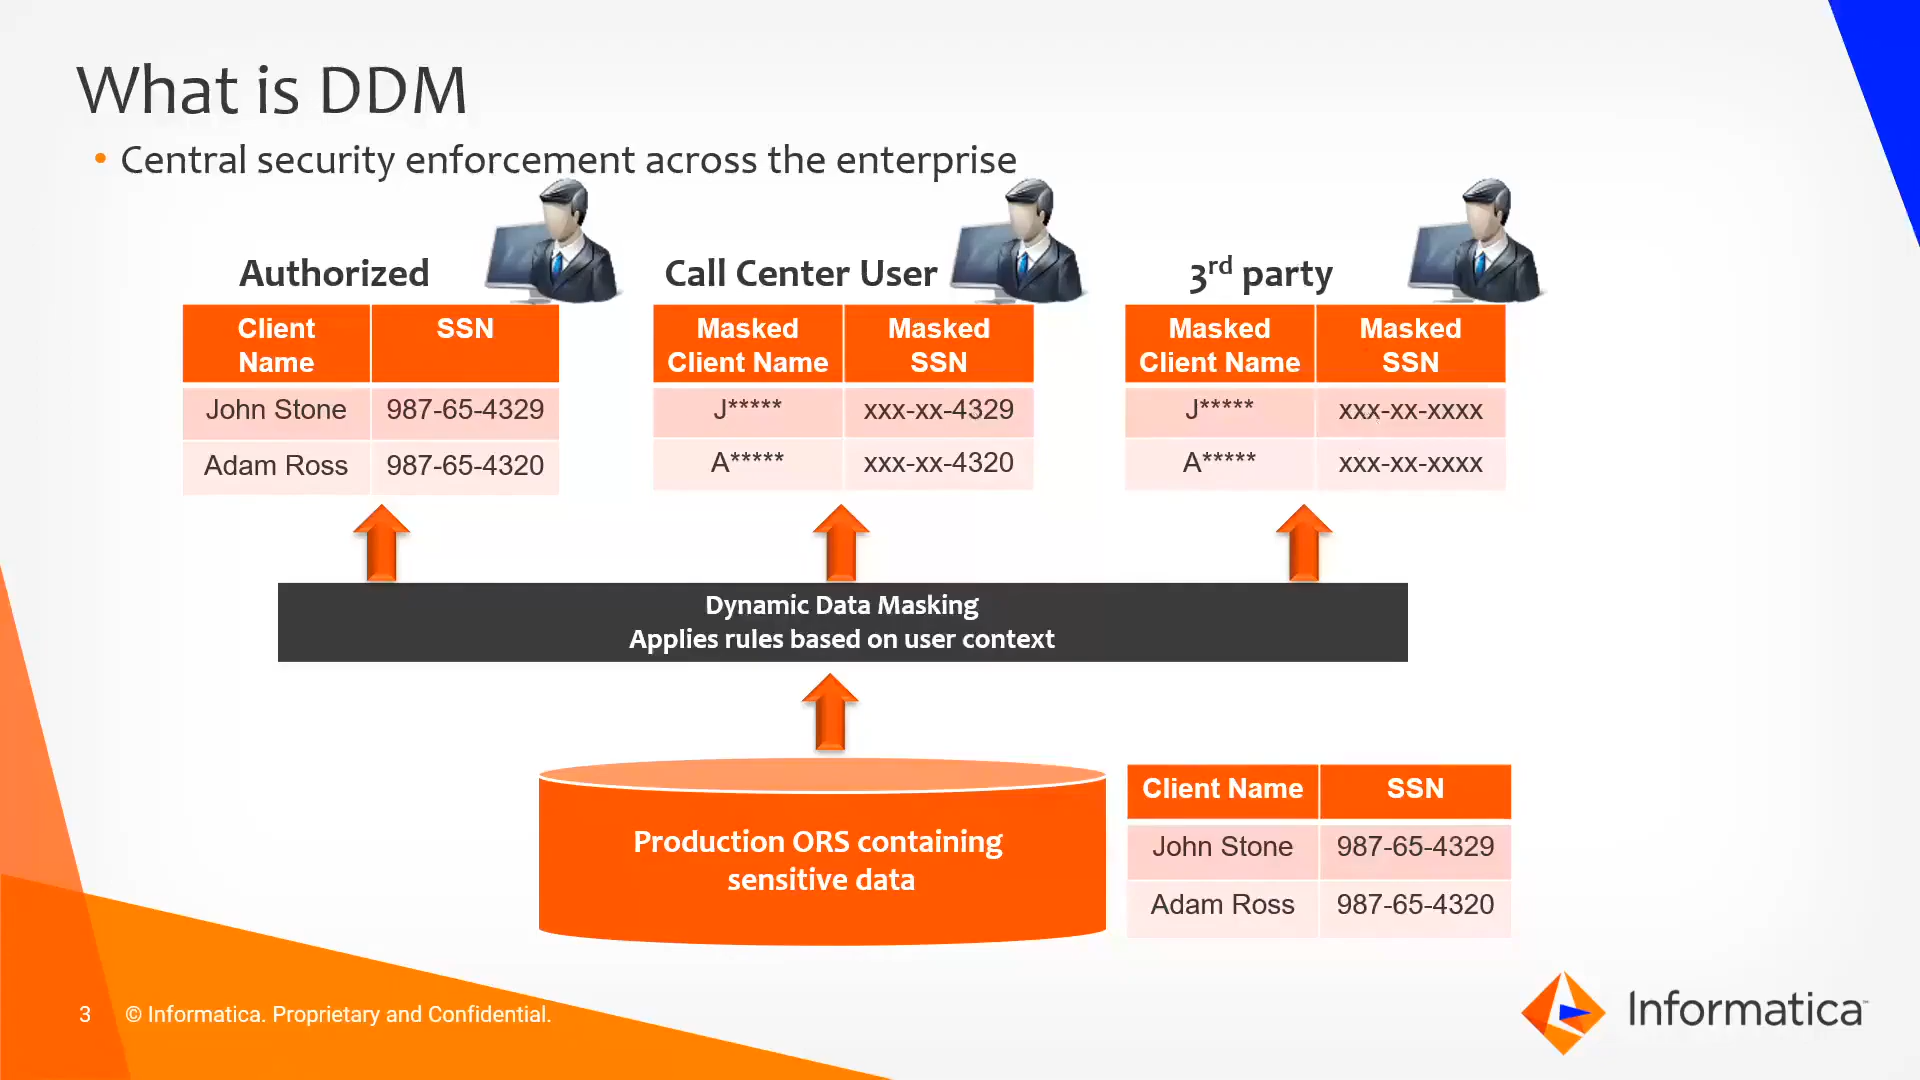 What is DDM
• Central security enforcement across the enterprise
Authorized
Client Name SSN
John Stone 987-65-4329
Adam Ross 987-65-4320
Call Center User
Masked Client Name Masked SSN
J***** xxx-xx-4329
A***** xxx-xx-4320
3rd party
Masked Client Name Masked SSN
J***** xxx-xx-xxxx
A***** xxx-xx-xxxx
Dynamic Data Masking
Applies rules based on user context
Production ORS containing
sensitive data
Client Name SSN
John Stone 987-65-4329
Adam Ross 987-65-4320
3 © Informatica. Proprietary and Confidential.
Informatica™